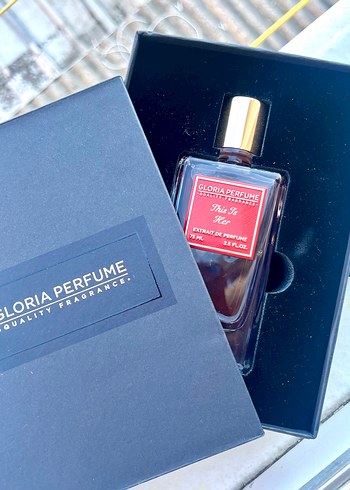 GLORIA PERFUME
QUALITY FRAGRANCE
This Is
Her
EXTRAIT DE PERFUME
75 ML. 2.5 FL.OZ.
GLORIA PERFUME
QUALITY FRAGRANCE